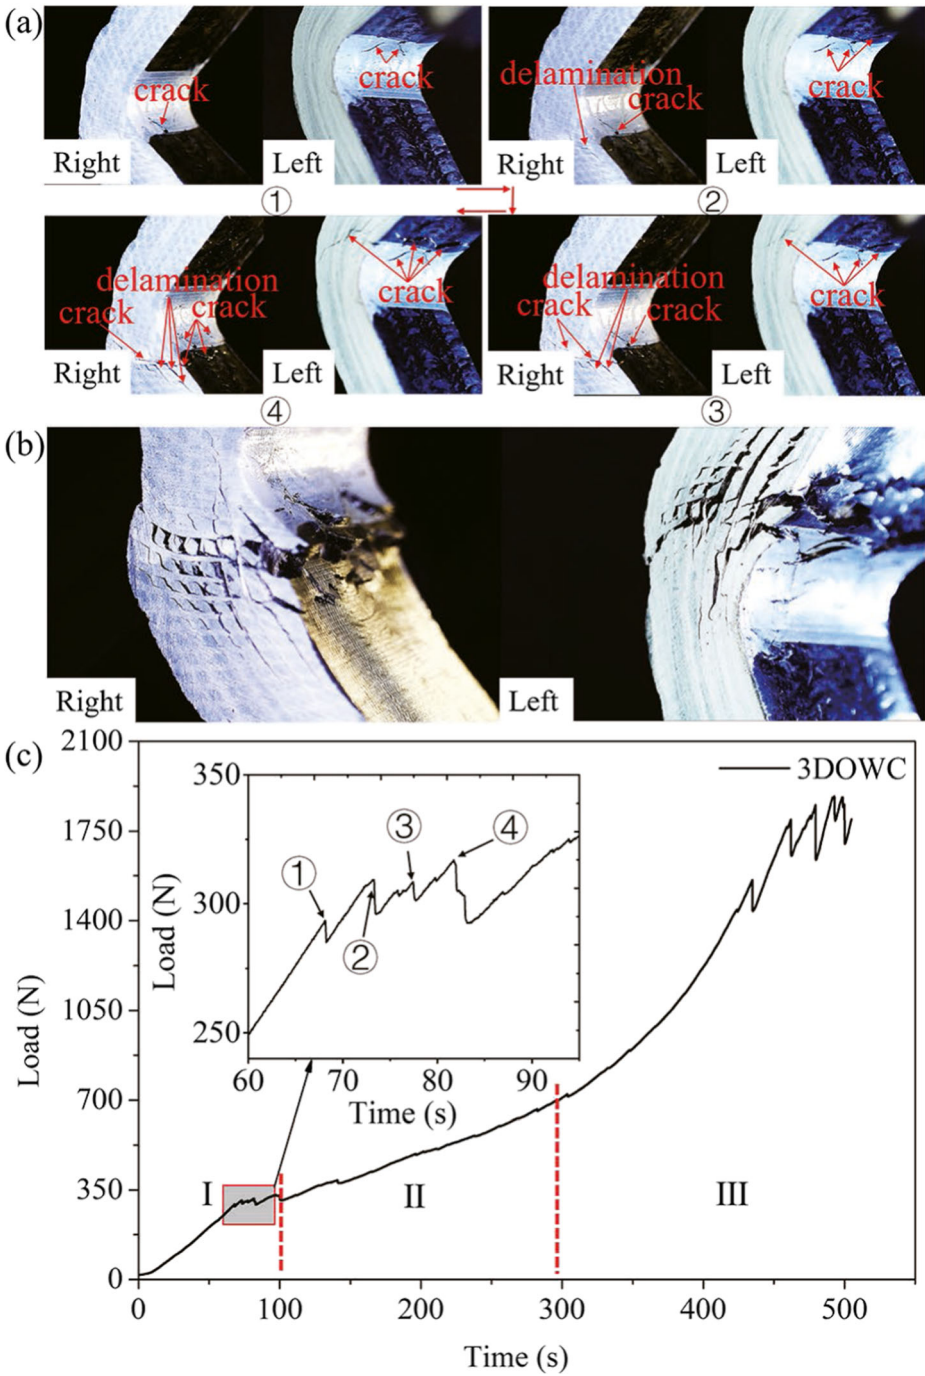 (a)
crack
Right
crack
Left
①
delamination
crack
Right
crack
Left
②
delamination
crack
crack
Right
crack
Left
④
delamination
crack
crack
Right
crack
Left
③
(b)
Right
Left
(c)
2100
1750
1400
1050
700
350
0
Load (N)
0
100
200
300
400
500
Time (s)
3DOWC
350
300
250
Load (N)
60
70
80
90
Time (s)
①
②
③
④
I
II
III